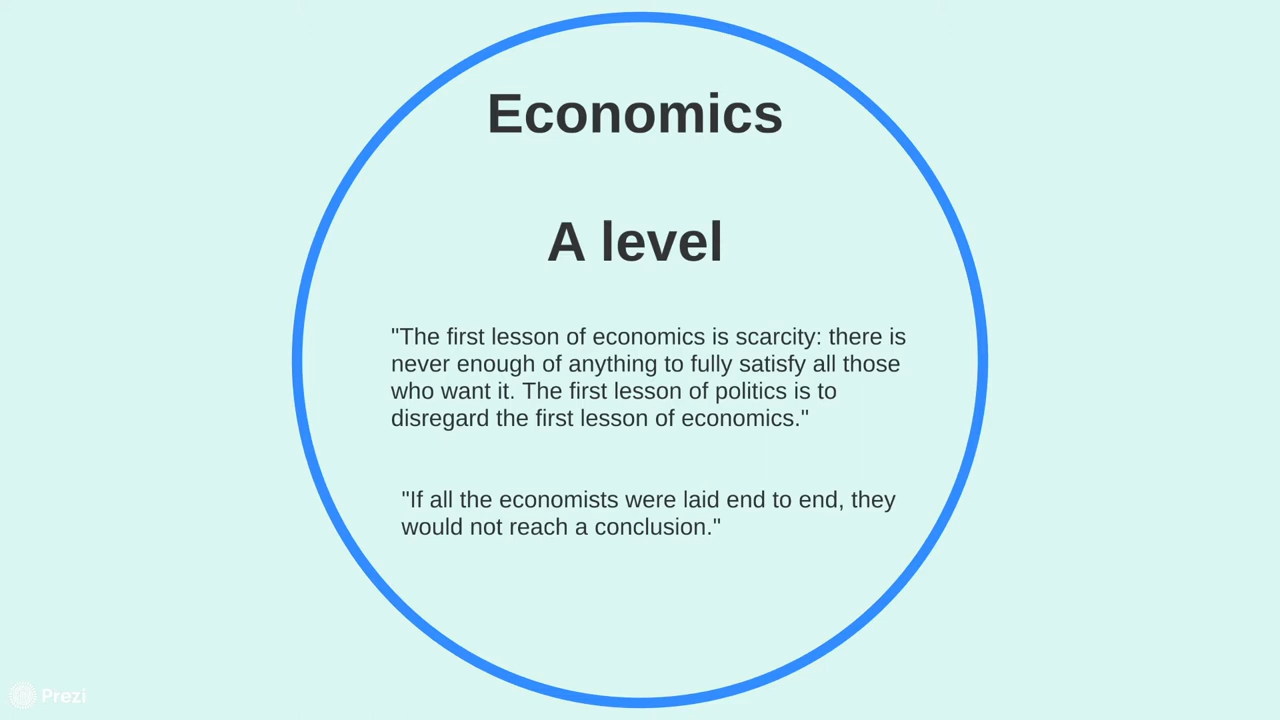 Economics
A level
"The first lesson of economics is scarcity: there is
never enough of anything to fully satisfy all those
who want it. The first lesson of politics is to
disregard the first lesson of economics."
"If all the economists were laid end to end, they
would not reach a conclusion."
Prezi